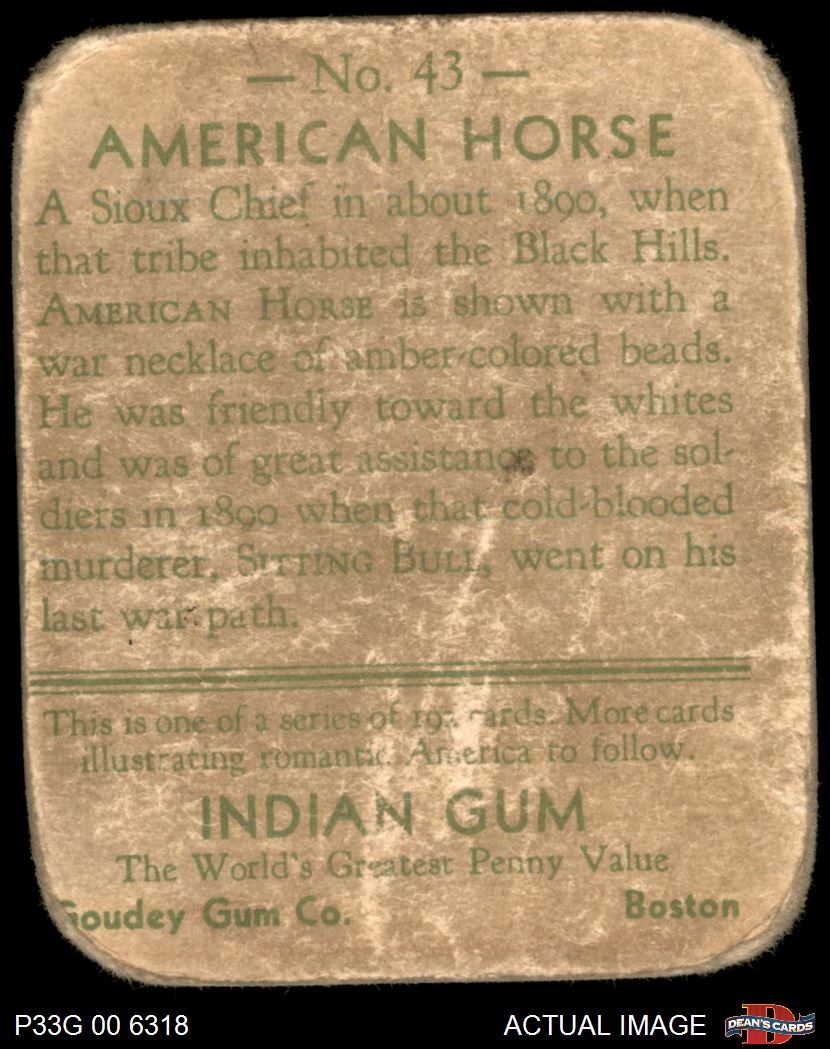 — No. 43 —
AMERICAN HORSE
A Sioux Chief in about 1890, when
that tribe inhabited the Black Hills.
AMERICAN HORSE is shown with a
war necklace of amber-colored beads.
He was friendly toward the whites
and was of great assistance to the sol-
diers in 1890 when that cold-blooded
murderer, SITTING BULL, went on his
last war path.
This is one of a series of cards. More cards
illustrating romantic America to follow.
INDIAN GUM
The World's Greatest Penny Value
Goudey Gum Co. Boston
P33G 00 6318 ACTUAL IMAGE DEAN'S CARDS